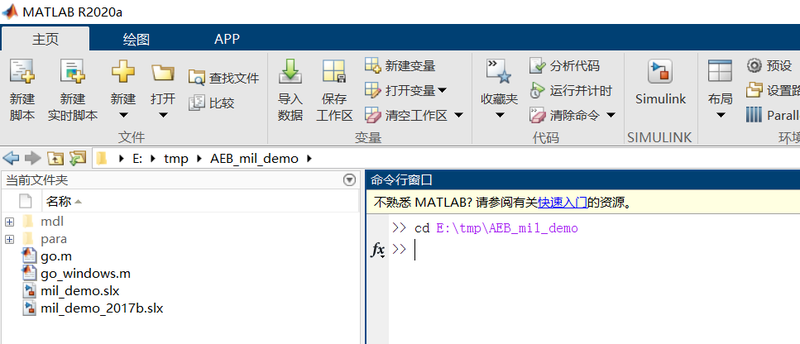 MATLAB R2020a
主页 绘图 APP
新建脚本
新建实时脚本
新建
打开
查找文件
比较
文件
导入数据
保存工作区
新建变量
打开变量
清空工作区
变量
收藏夹
分析代码
运行并计时
清除命令
代码
Simulink
SIMULINK
布局
预设
设置路
Parall
环境
E: tmp AEB_mil_demo
当前文件夹
名称
mdl
para
go.m
go_windows.m
mil_demo.slx
mil_demo_2017b.slx
命令行窗口
不熟悉 MATLAB? 请参阅有关快速入门的资源。
>> cd E:\tmp\AEB_mil_demo
fx >>